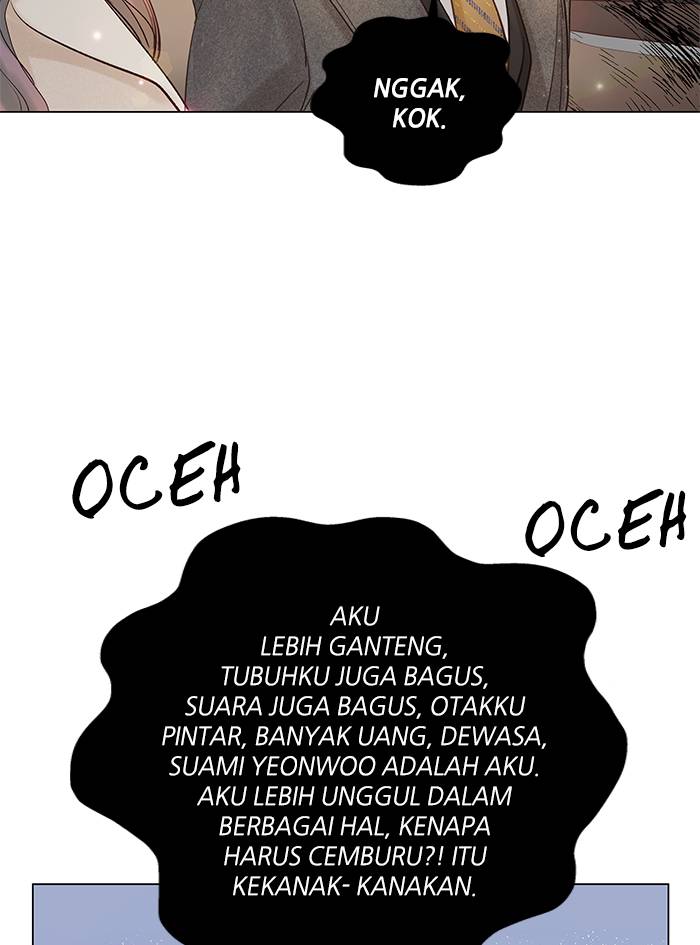 NGGAK,
KOK.
OCEH
OCEH
AKU
LEBIH GANTENG,
TUBUHKU JUGA BAGUS,
SUARA JUGA BAGUS, OTAKKU
PINTAR, BANYAK UANG, DEWASA,
SUAMI YEONWOO ADALAH AKU.
AKU LEBIH UNGGUL DALAM
BERBAGAI HAL, KENAPA
HARUS CEMBURU?! ITU
KEKANAK- KANAKAN.